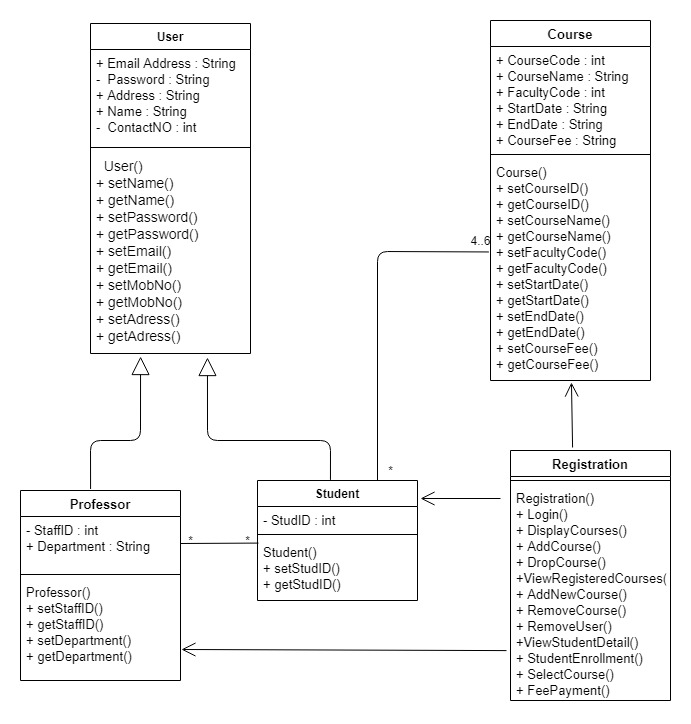 User
+ Email Address : String
- Password : String
+ Address : String
+ Name : String
- ContactNO : int
User()
+ setName()
+ getName()
+ setPassword()
+ getPassword()
+ setEmail()
+ getEmail()
+ setMobNo()
+ getMobNo()
+ setAdress()
+ getAdress()
Course
+ CourseCode : int
+ CourseName : String
+ FacultyCode : int
+ StartDate : String
+ EndDate : String
+ CourseFee : String
Course()
+ setCourseID()
+ getCourseID()
+ setCourseName()
+ getCourseName()
+ setFacultyCode()
+ getFacultyCode()
+ setStartDate()
+ getStartDate()
+ setEndDate()
+ getEndDate()
+ setCourseFee()
+ getCourseFee()
4..6
*
Professor
- StaffID : int
+ Department : String
Professor()
+ setStaffID()
+ getStaffID()
+ setDepartment()
+ getDepartment()
*
*
Student
- StudID : int
Student()
+ setStudID()
+ getStudID()
Registration
Registration()
+ Login()
+ DisplayCourses()
+ AddCourse()
+ DropCourse()
+ViewRegisteredCourses(
+ AddNewCourse()
+ RemoveCourse()
+ RemoveUser()
+ViewStudentDetail()
+ StudentEnrollment()
+ SelectCourse()
+ FeePayment()